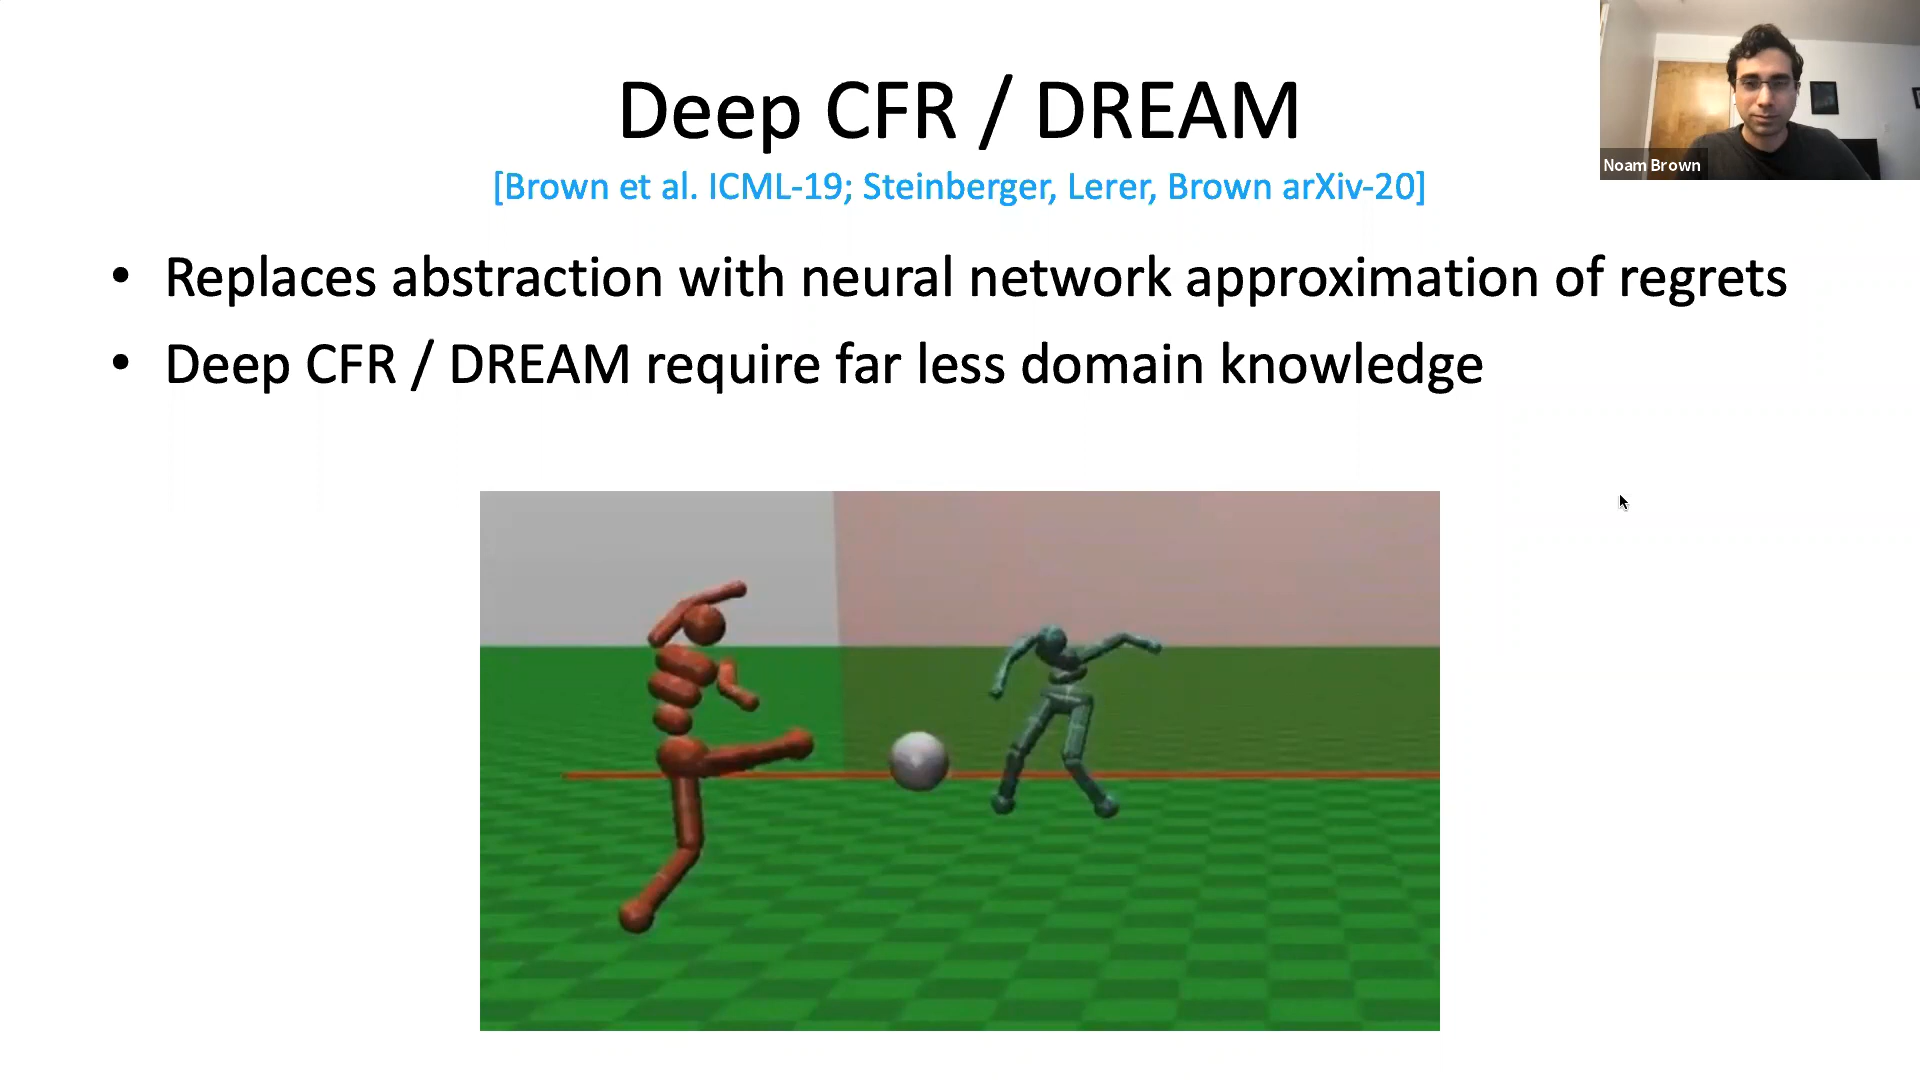 Deep CFR / DREAM
[Brown et al. ICML-19; Steinberger, Lerer, Brown arXiv-20]
• Replaces abstraction with neural network approximation of regrets
• Deep CFR / DREAM require far less domain knowledge
Noam Brown